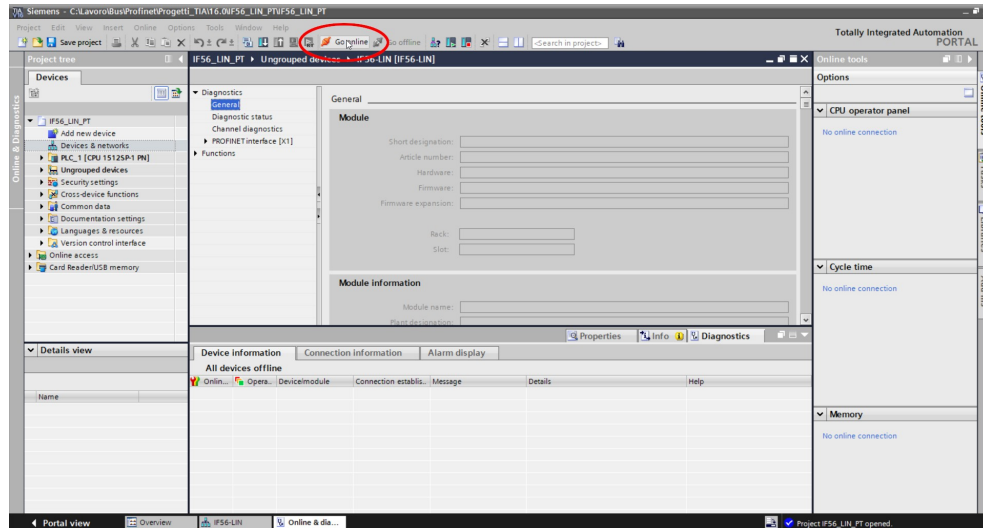 Siemens - C:\Lavoro\Bus\Profinet\Progetti_TIA\16.0\IF56_LIN_PT\IF56_LIN_PT
Project Edit View Insert Online Options Tools Window Help
Totally Integrated Automation
PORTAL
Save project
Go online
Go offline
<Search in project>
Project tree
IF56_LIN_PT Ungrouped devices IF56-LIN [IF56-LIN]
Online tools
Devices
Options
Online & Diagnostics
IF56_LIN_PT
Add new device
Devices & networks
PLC_1 [CPU 1512SP-1 PN]
Ungrouped devices
Security settings
Cross-device functions
Common data
Documentation settings
Languages & resources
Version control interface
Online access
Card Reader/USB memory
Diagnostics
General
Diagnostic status
Channel diagnostics
PROFINET interface [X1]
Functions
General
Module
Short designation:
Article number:
Hardware:
Firmware:
Firmware expansion:
Rack:
Slot:
Module information
Module name:
Plant designation:
CPU operator panel
No online connection
Cycle time
No online connection
Memory
No online connection
Properties Info Diagnostics
Details view
Name
Device information Connection information Alarm display
All devices offline
Onlin... Opera.. Device/module Connection establis.. Message Details Help
Portal view Overview IF56-LIN Online & dia...
Project IF56_LIN_PT opened.